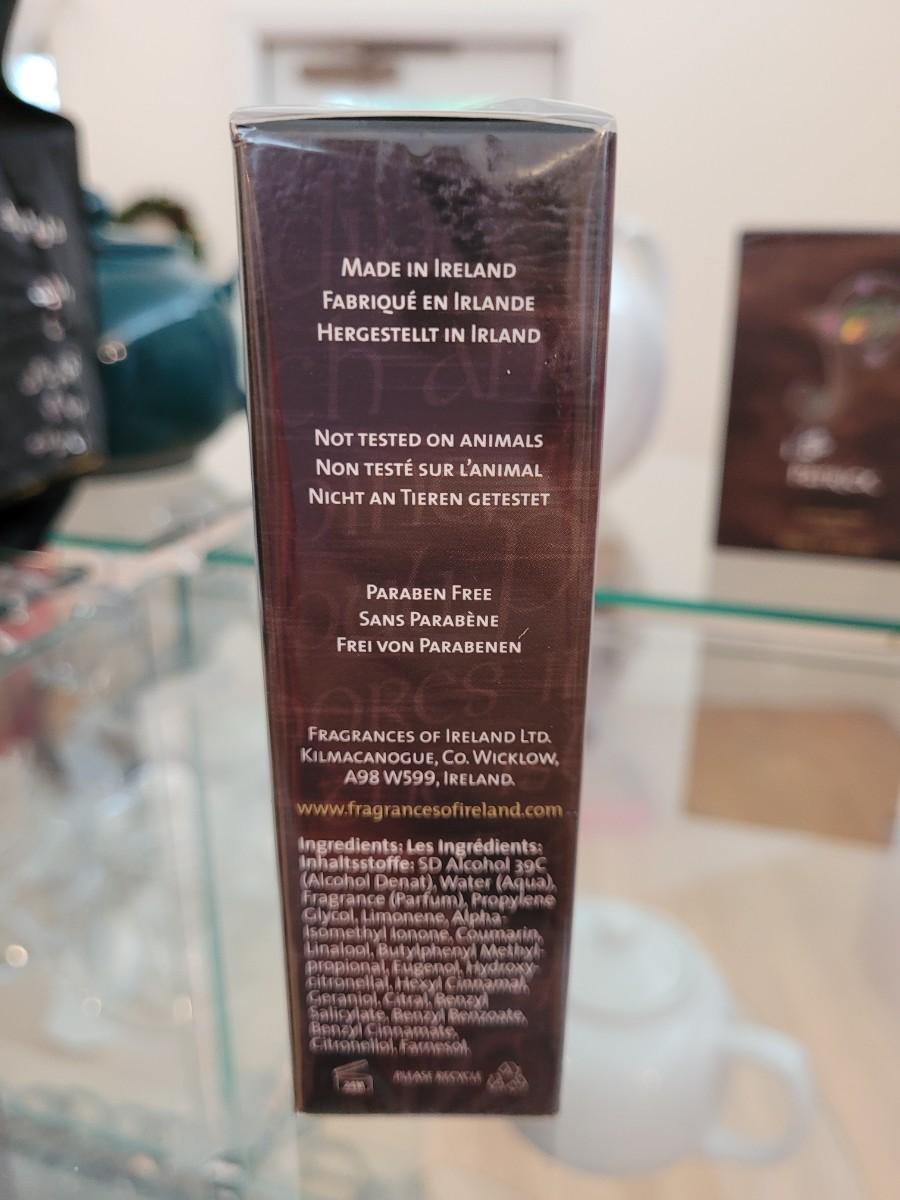 Made in Ireland
Fabriqué en Irlande
Hergestellt in Irland
Not tested on animals
Non testé sur l'animal
Nicht an Tieren getestet
Paraben Free
Sans Parabène
Frei von Parabenen
Fragrances of Ireland Ltd.
Kilmacanogue, Co. Wicklow,
A98 W599, Ireland.
www.fragrancesofireland.com
Ingredients: Les Ingrédients:
Inhaltsstoffe: SD Alcohol 39C
(Alcohol Denat), Water (Aqua),
Fragrance (Parfum), Propylene
Glycol, Limonene, Alpha-
Isomethyl Ionone, Coumarin,
Linalool, Butylphenyl Methyl-
propional, Eugenol, Hydroxy-
citronellal, Hexyl Cinnamal,
Geraniol, Citral, Benzyl
Salicylate, Benzyl Benzoate,
Benzyl Cinnamate,
Citronellol, Farnesol.
Please Recycle